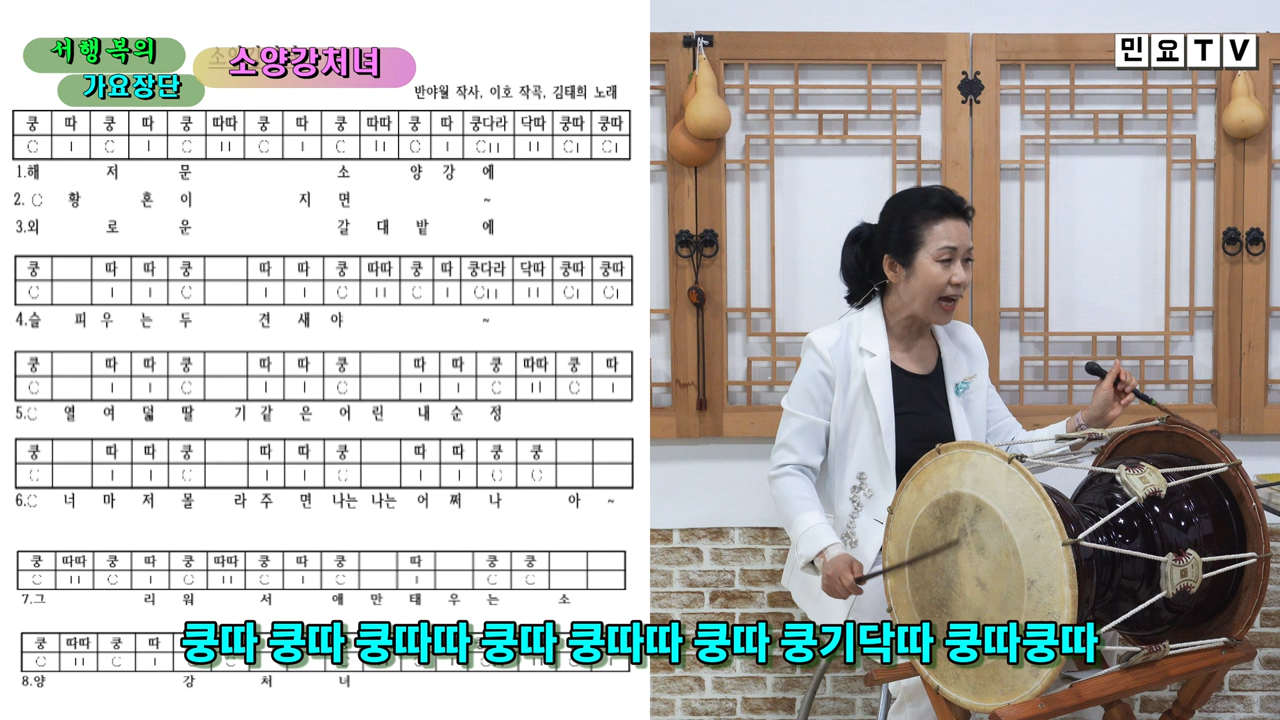 서행복의
가요장단
소양강처녀
민요TV
반야월 작사, 이호 작곡, 김태희 노래
쿵 따 쿵 따 쿵 따따 쿵 따 쿵 따따 쿵 따 쿵다라 닥따 쿵따 쿵따
1.해 저 문 소 양 강 에
2. 황 혼 이 지 면 ~
3.외 로 운 갈 대 밭 에
쿵 따 따 쿵 따 따 쿵 따따 쿵 따 쿵다라 닥따 쿵따 쿵따
4.슬 피 우 는 두 견 새 야 ~
쿵 따 따 쿵 따 따 쿵 따 따 쿵 따따 쿵 따
5. 열 여 덟 딸 기 같 은 어 린 내 순 정
쿵 따 따 쿵 따 따 쿵 따 따 쿵 쿵
6. 너 마 저 몰 라 주 면 나는 나는 어 쩌 나 아 ~
쿵 따따 쿵 따 쿵 따따 쿵 따 쿵 따 쿵 쿵
7.그 리 워 서 애 만 태 우 는 소
쿵 따따 쿵 따
쿵따 쿵따 쿵따따 쿵따 쿵따따 쿵따 쿵기닥따 쿵따쿵따
8.양 강 처 녀